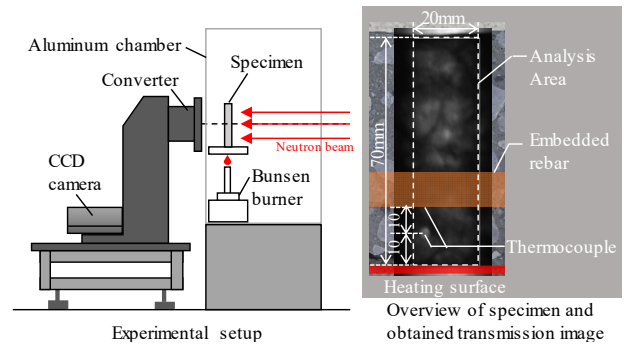 Aluminum chamber
Converter
Specimen
Neutron beam
CCD
camera
Bunsen
burner
Experimental setup
20mm
Analysis
Area
70mm
Embedded
rebar
10
10
Thermocouple
Heating surface
Overview of specimen and
obtained transmission image